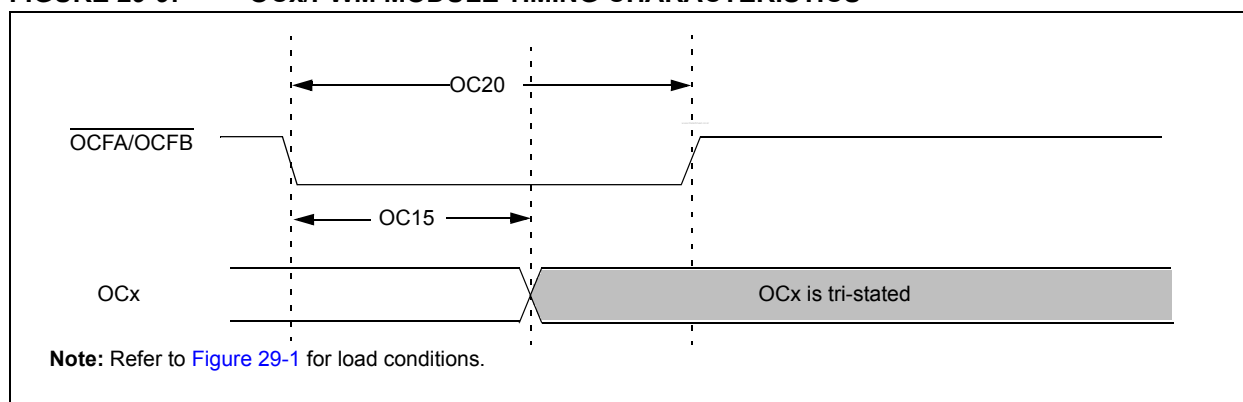 OC20
OCFA/OCFB
OC15
OCx
OCx is tri-stated
Note: Refer to Figure 29-1 for load conditions.